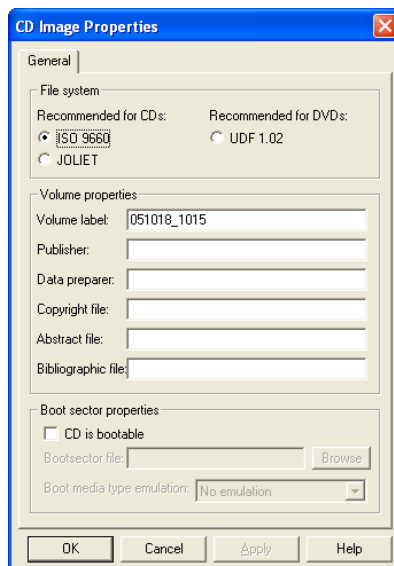 CD Image Properties
General
File system
Recommended for CDs: Recommended for DVDs:
ISO 9660 UDF 1.02
JOLIET
Volume properties
Volume label: 051018_1015
Publisher:
Data preparer:
Copyright file:
Abstract file:
Bibliographic file:
Boot sector properties
CD is bootable
Bootsector file: Browse
Boot media type emulation: No emulation
OK Cancel Apply Help